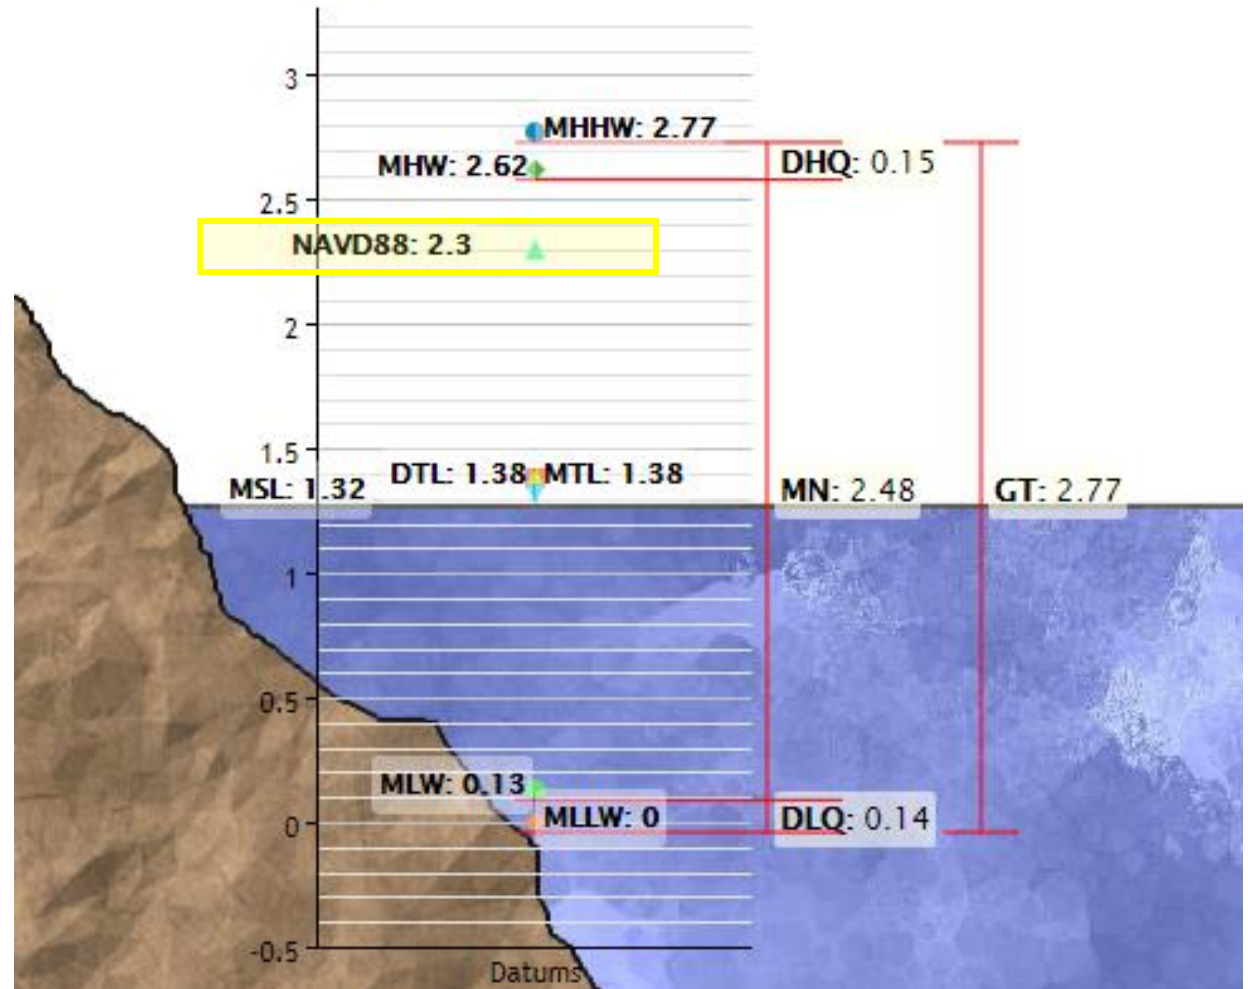 3
MHHW: 2.77
DHQ: 0.15
MHW: 2.62
2.5
NAVD88: 2.3
2
1.5
DTL: 1.38 MTL: 1.38
MSL: 1.32
MN: 2.48
GT: 2.77
1
0.5
MLW: 0.13
0
MLLW: 0
DLQ: 0.14
-0.5
Datums